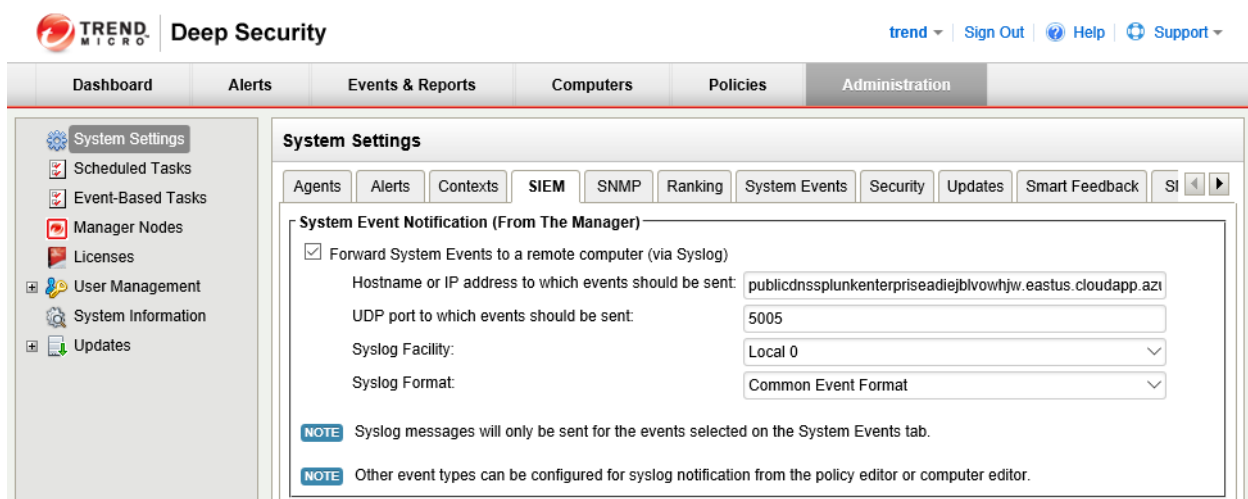 TREND MICRO Deep Security
trend Sign Out Help Support
Dashboard Alerts Events & Reports Computers Policies Administration
System Settings
Scheduled Tasks
Event-Based Tasks
Manager Nodes
Licenses
User Management
System Information
Updates
System Settings
Agents Alerts Contexts SIEM SNMP Ranking System Events Security Updates Smart Feedback
System Event Notification (From The Manager)
Forward System Events to a remote computer (via Syslog)
Hostname or IP address to which events should be sent: publicdnssplunkenterpriseadiejblvowhjw.eastus.cloudapp.azu
UDP port to which events should be sent: 5005
Syslog Facility: Local 0
Syslog Format: Common Event Format
NOTE Syslog messages will only be sent for the events selected on the System Events tab.
NOTE Other event types can be configured for syslog notification from the policy editor or computer editor.